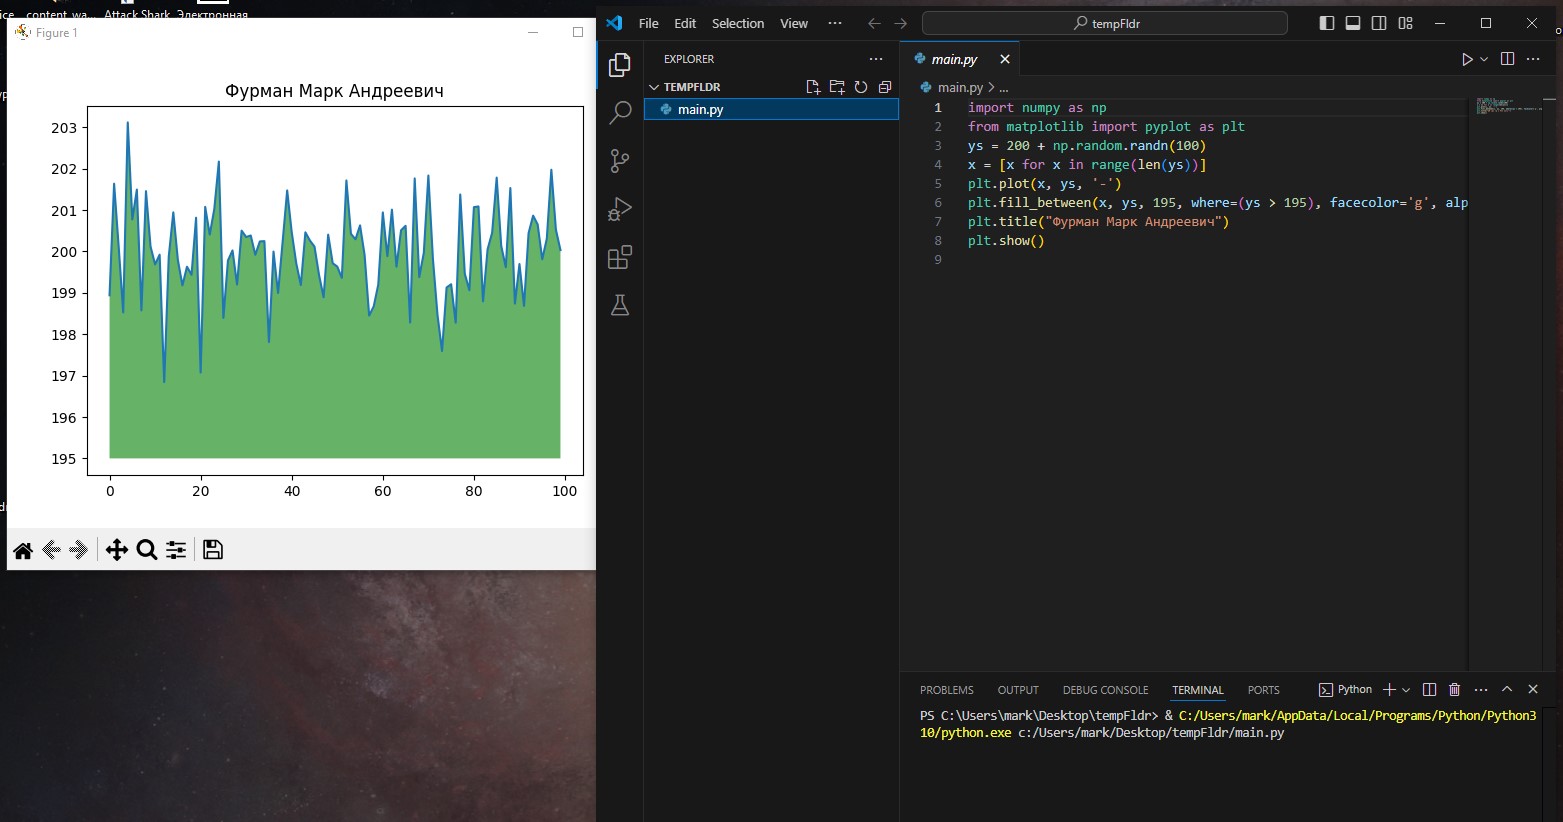 content_wa...
Attack Shark
Электронная
Figure 1
Фурман Марк Андреевич
203
202
201
200
199
198
197
196
195
0 20 40 60 80 100
File Edit Selection View ...
tempFldr
EXPLORER
TEMPFLDR
main.py
main.py
main.py > ...
1 import numpy as np
2 from matplotlib import pyplot as plt
3 ys = 200 + np.random.randn(100)
4 x = [x for x in range(len(ys))]
5 plt.plot(x, ys, '-')
6 plt.fill_between(x, ys, 195, where=(ys > 195), facecolor='g', alp
7 plt.title("Фурман Марк Андреевич")
8 plt.show()
9
PROBLEMS OUTPUT DEBUG CONSOLE TERMINAL PORTS Python
PS C:\Users\mark\Desktop\tempFldr> & C:/Users/mark/AppData/Local/Programs/Python/Python3
10/python.exe c:/Users/mark/Desktop/tempFldr/main.py